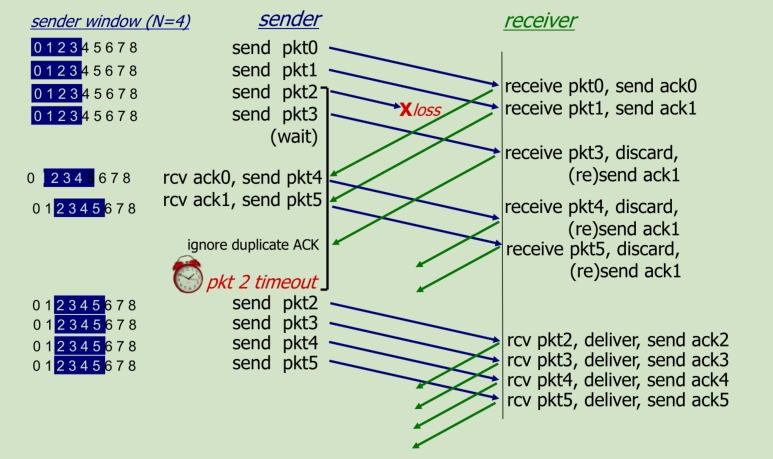 sender window (N=4) sender receiver
0 1 2 3 4 5 6 7 8 send pkt0
0 1 2 3 4 5 6 7 8 send pkt1
0 1 2 3 4 5 6 7 8 send pkt2
0 1 2 3 4 5 6 7 8 send pkt3
(wait)
X loss
receive pkt0, send ack0
receive pkt1, send ack1
receive pkt3, discard,
(re)send ack1
0 2 3 4 6 7 8 rcv ack0, send pkt4
0 1 2 3 4 5 6 7 8 rcv ack1, send pkt5
receive pkt4, discard,
(re)send ack1
receive pkt5, discard,
(re)send ack1
ignore duplicate ACK
pkt 2 timeout
0 1 2 3 4 5 6 7 8 send pkt2
0 1 2 3 4 5 6 7 8 send pkt3
0 1 2 3 4 5 6 7 8 send pkt4
0 1 2 3 4 5 6 7 8 send pkt5
rcv pkt2, deliver, send ack2
rcv pkt3, deliver, send ack3
rcv pkt4, deliver, send ack4
rcv pkt5, deliver, send ack5